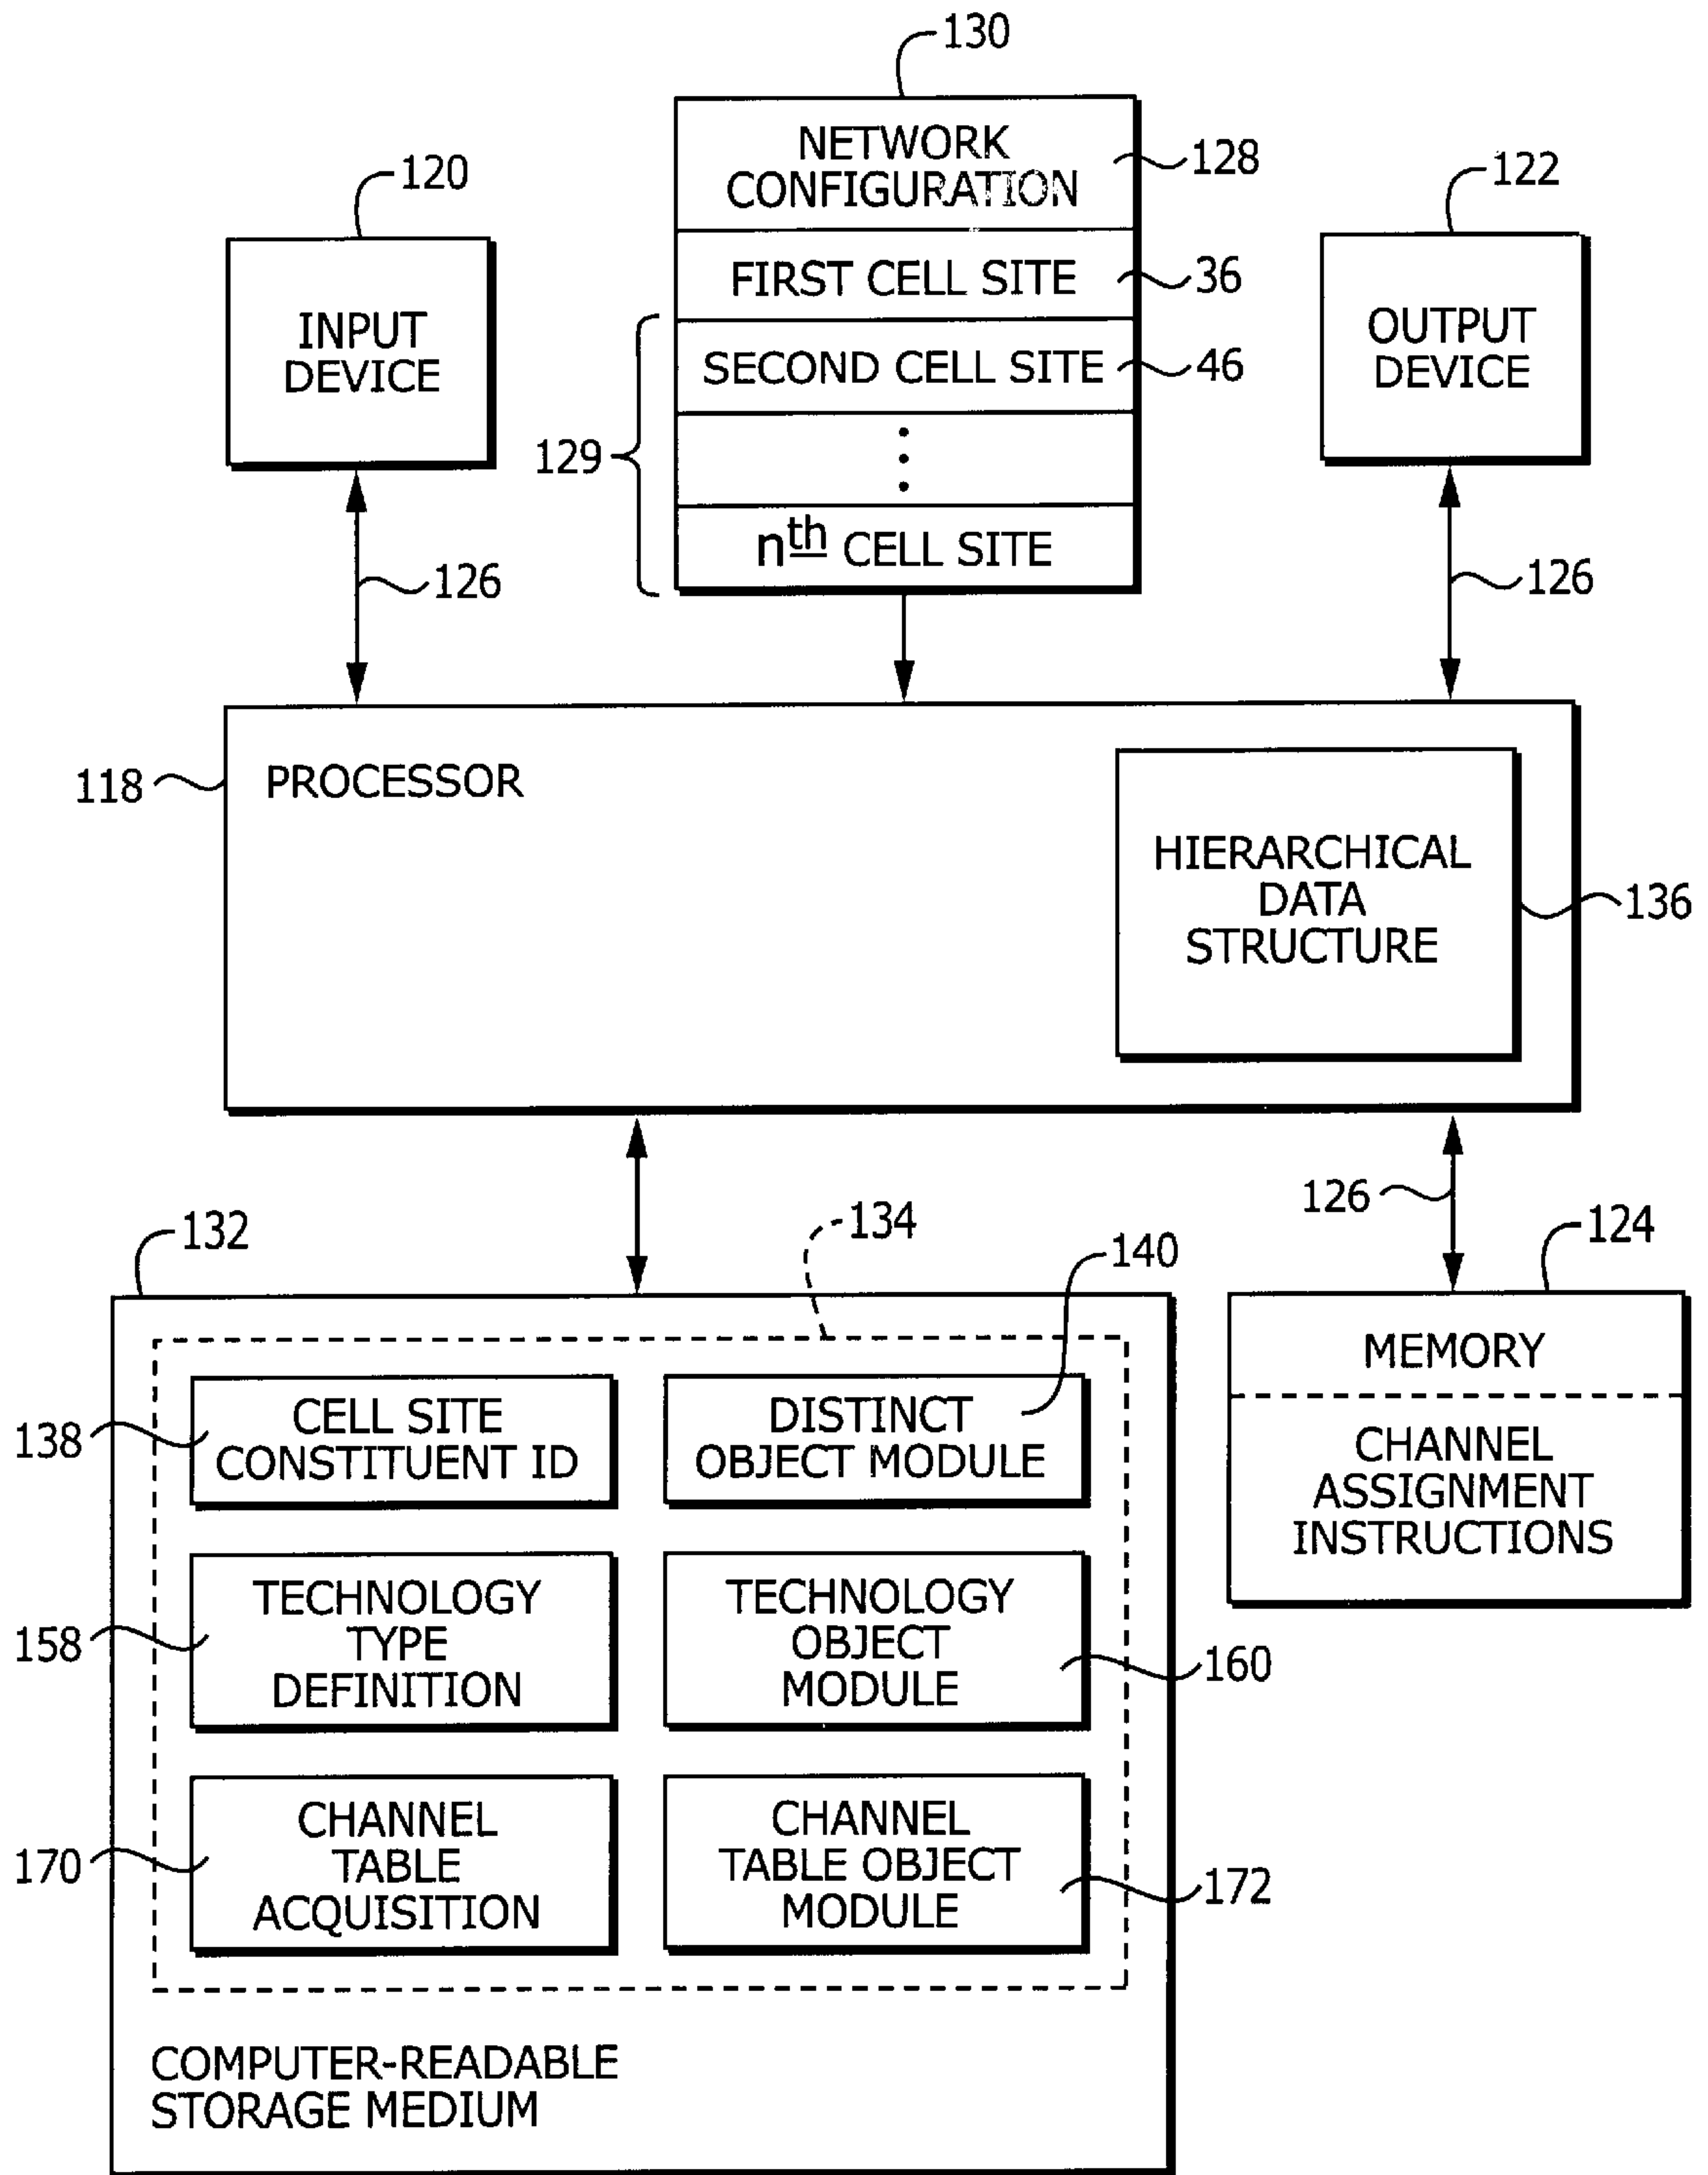 130
NETWORK
CONFIGURATION
128
120
122
FIRST CELL SITE
36
INPUT
DEVICE
OUTPUT
DEVICE
SECOND CELL SITE
46
129
nth CELL SITE
126
126
118
PROCESSOR
HIERARCHICAL
DATA
STRUCTURE
136
132
134
140
126
124
138
CELL SITE
CONSTITUENT ID
DISTINCT
OBJECT MODULE
MEMORY
CHANNEL
ASSIGNMENT
INSTRUCTIONS
158
TECHNOLOGY
TYPE
DEFINITION
TECHNOLOGY
OBJECT
MODULE
160
170
CHANNEL
TABLE
ACQUISITION
CHANNEL
TABLE OBJECT
MODULE
172
COMPUTER-READABLE
STORAGE MEDIUM